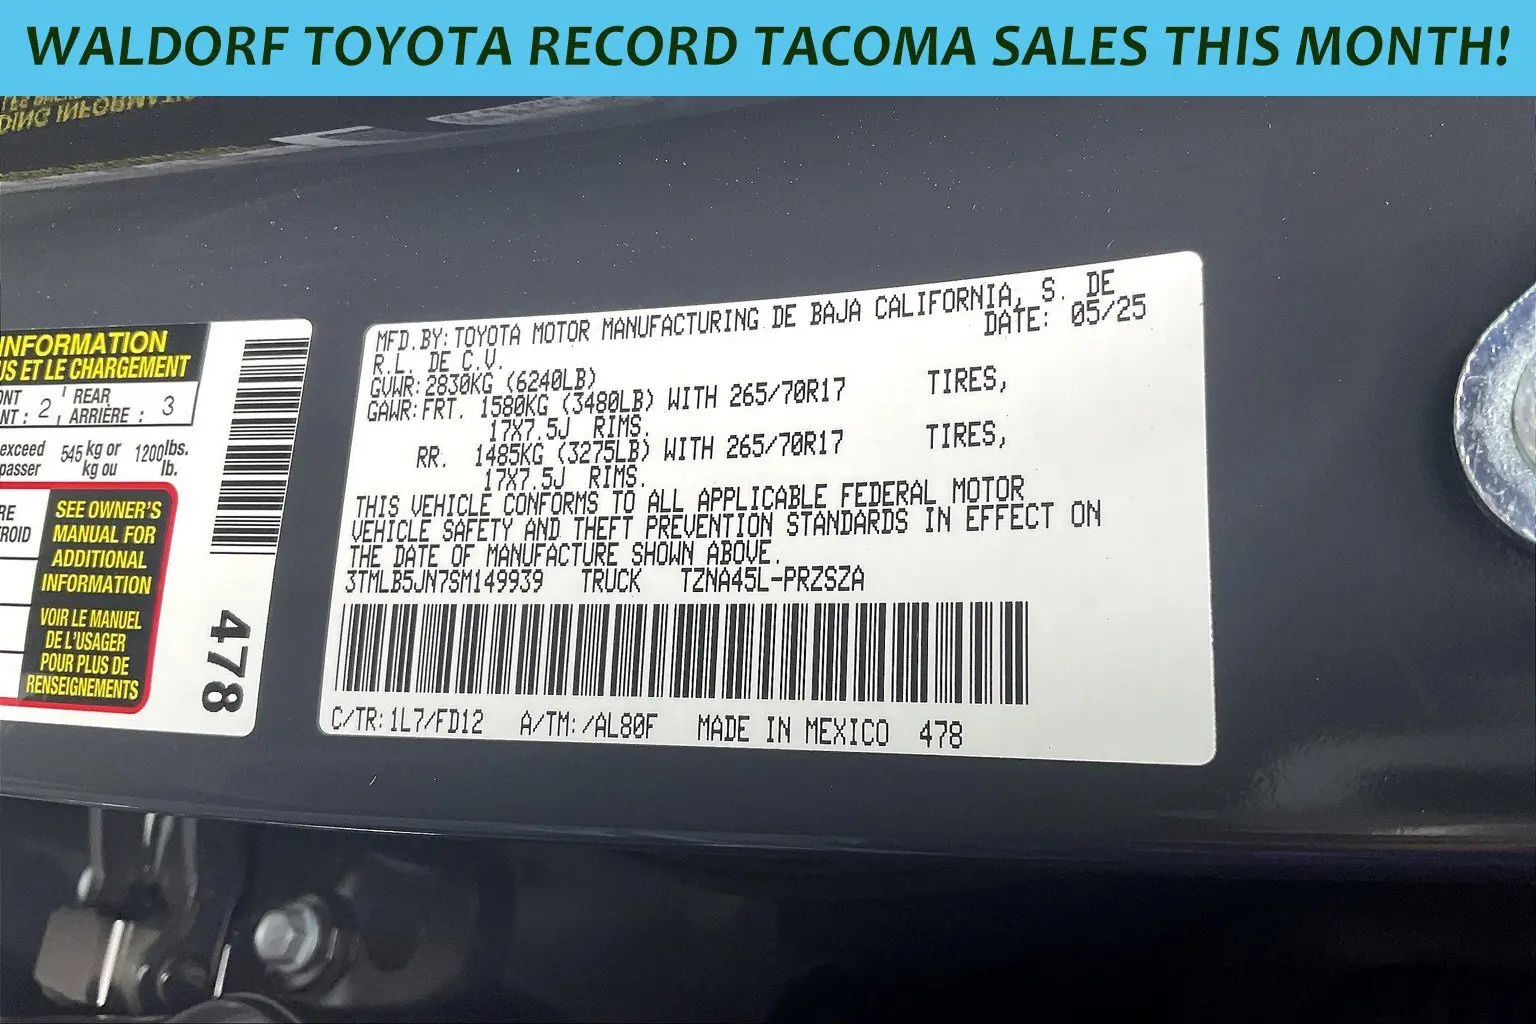 WALDORF TOYOTA RECORD TACOMA SALES THIS MONTH!
DING INFORMATI
INFORMATION
US ET LE CHARGEMENT
NT : 2 REAR ARRIÈRE : 3
exceed 545 kg or 1200lbs.
passer kg ou lb.
SEE OWNER'S
MANUAL FOR
ADDITIONAL
INFORMATION
VOIR LE MANUEL
DE L'USAGER
POUR PLUS DE
RENSEIGNEMENTS
478
MFD.BY:TOYOTA MOTOR MANUFACTURING DE BAJA CALIFORNIA, S. DE
R.L. DE C.V. DATE: 05/25
GVWR:2830KG (6240LB)
GAWR:FRT. 1580KG (3480LB) WITH 265/70R17 TIRES,
17X7.5J RIMS.
RR. 1485KG (3275LB) WITH 265/70R17 TIRES,
17X7.5J RIMS.
THIS VEHICLE CONFORMS TO ALL APPLICABLE FEDERAL MOTOR
VEHICLE SAFETY AND THEFT PREVENTION STANDARDS IN EFFECT ON
THE DATE OF MANUFACTURE SHOWN ABOVE.
3TMLB5JN7SM149939 TRUCK TZNA45L-PRZSZA
C/TR:1L7/FD12 A/TM:/AL80F MADE IN MEXICO 478